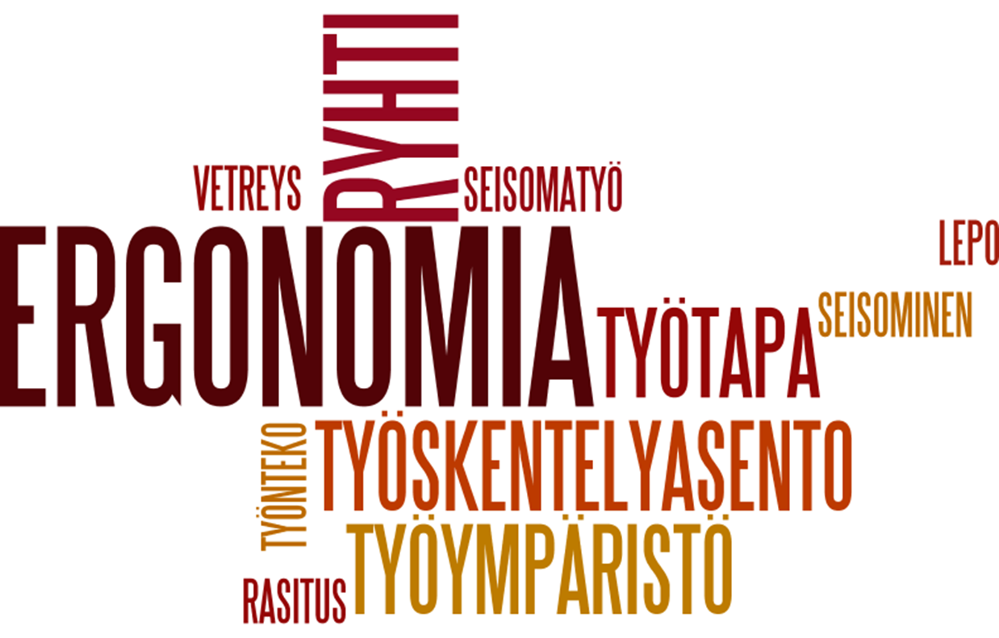 RYHTI
VETREYS
SEISOMATYÖ
ERGONOMIA
LEPO
SEISOMINEN
TYÖTAPA
TYÖNTEKO
TYÖSKENTELYASENTO
TYÖYMPÄRISTÖ
RASITUS